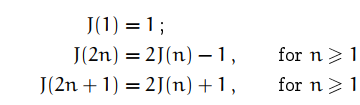 J(1) = 1 ;
J(2n) = 2J(n) − 1 ,    for n ⩾ 1
J(2n + 1) = 2J(n) + 1 ,    for n ⩾ 1